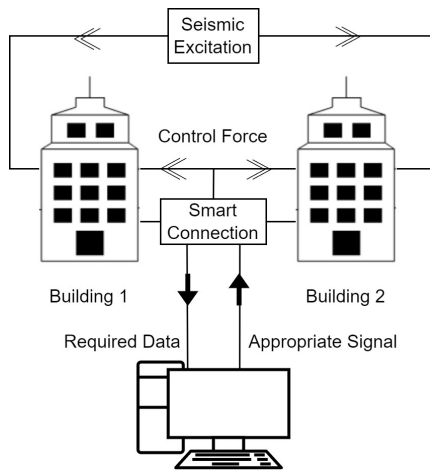 Seismic
Excitation
Control Force
Smart
Connection
Building 1
Building 2
Required Data
Appropriate Signal